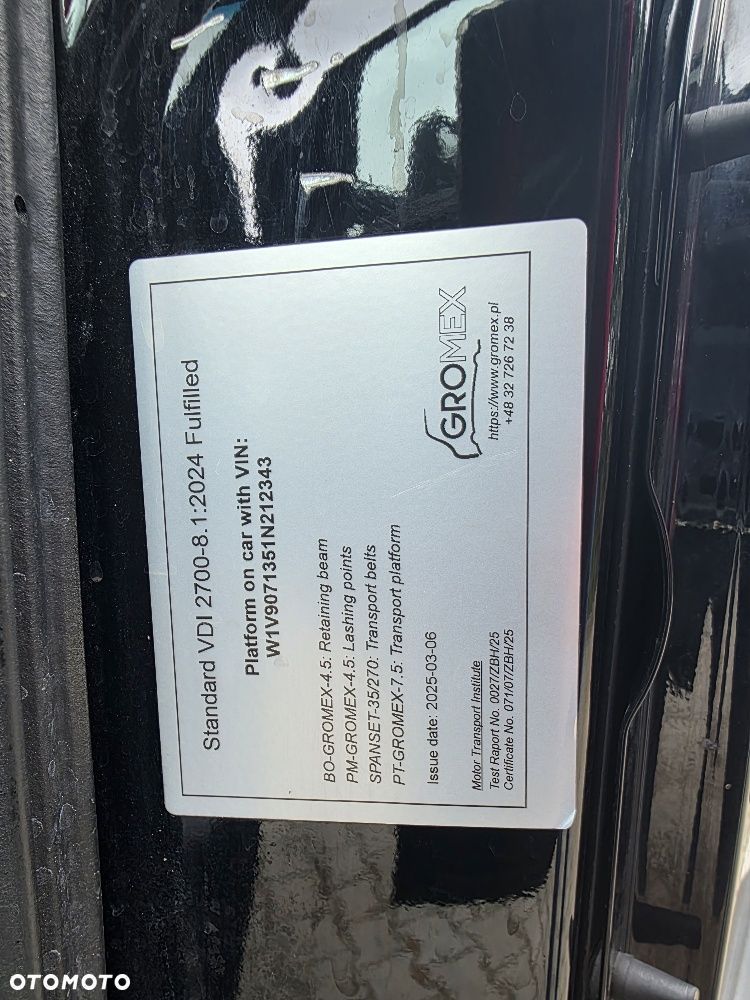 Standard VDI 2700-8.1:2024 Fulfilled
Platform on car with VIN:
W1V9071351N212343
BO-GROMEX-4.5: Retaining beam
PM-GROMEX-4.5: Lashing points
SPANSET-35/270: Transport belts
PT-GROMEX-7.5: Transport platform
Issue date: 2025-03-06
Motor Transport Institute
Test Raport No. 0027/ZBH/25
Certificate No. 071/07/ZBH/25
GROMEX
https://www.gromex.pl
+48 32 726 72 38
OTOMOTO